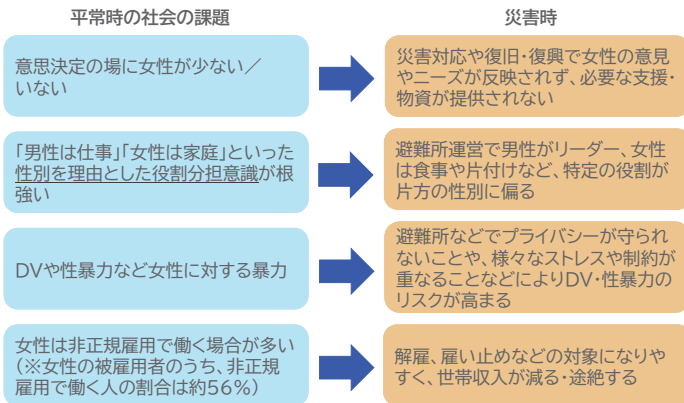 平常時の社会の課題
災害時
意思決定の場に女性が少ない／
いない
災害対応や復旧・復興で女性の意見
やニーズが反映されず、必要な支援・
物資が提供されない
「男性は仕事」「女性は家庭」といった
性別を理由とした役割分担意識が根
強い
避難所運営で男性がリーダー、女性
は食事や片付けなど、特定の役割が
片方の性別に偏る
DVや性暴力など女性に対する暴力
避難所などでプライバシーが守られ
ないことや、様々なストレスや制約が
重なることなどによりDV・性暴力の
リスクが高まる
女性は非正規雇用で働く場合が多い
（※女性の被雇用者のうち、非正規
雇用で働く人の割合は約56％）
解雇、雇い止めなどの対象になりや
すく、世帯収入が減る・途絶する